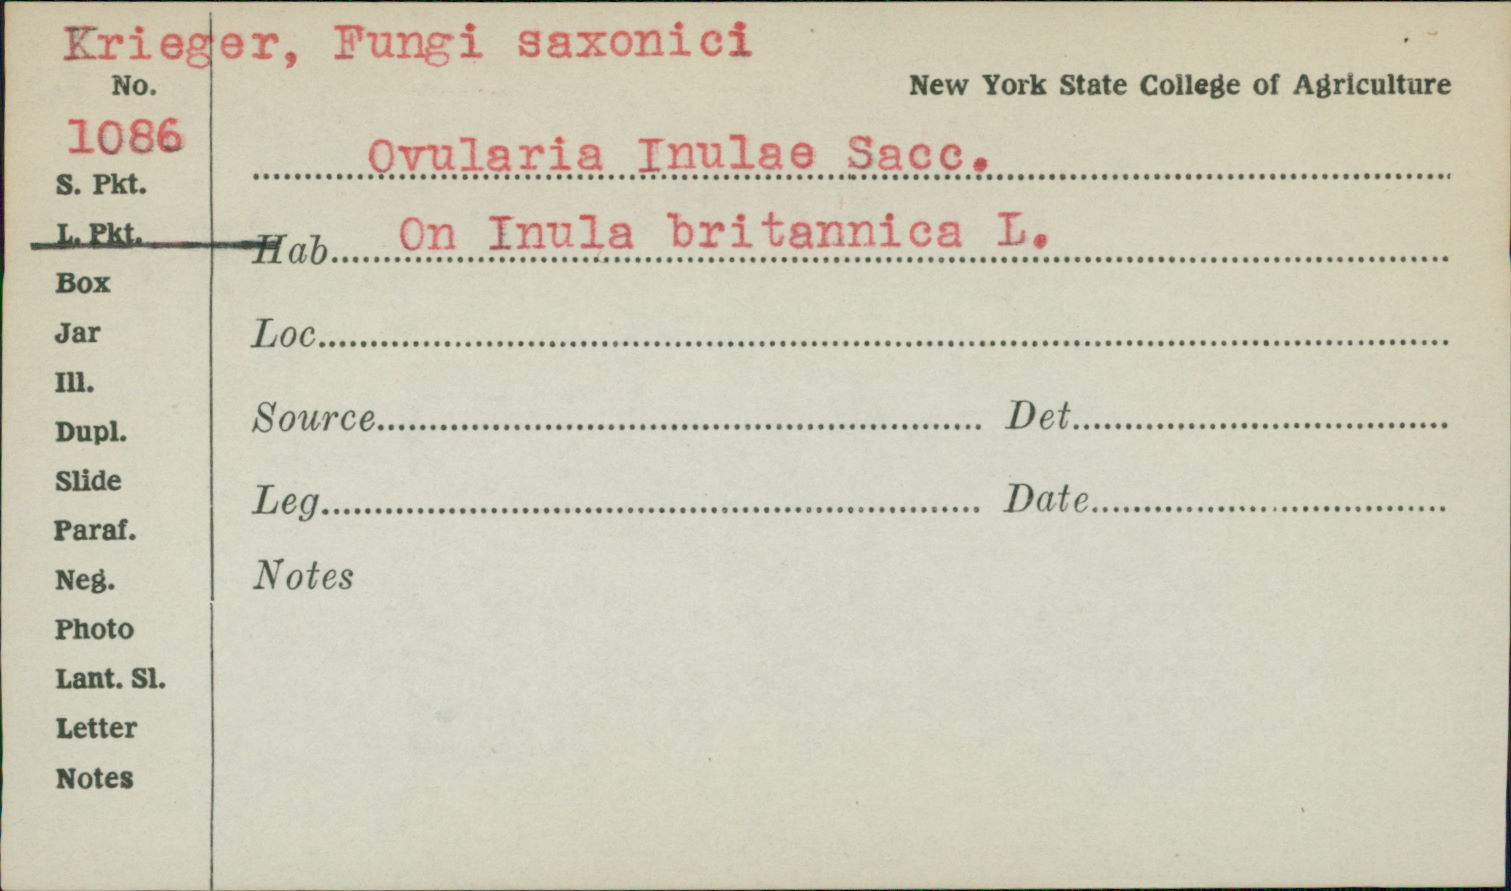 Krieger, Fungi saxonici
No.
New York State College of Agriculture
1086
Ovularia Inulae Sacc.
S. Pkt.
L. Pkt.
Hab. On Inula britannica L.
Box
Jar
Loc.
Ill.
Source
Det.
Dupl.
Slide
Leg.
Date
Paraf.
Neg.
Notes
Photo
Lant. Sl.
Letter
Notes